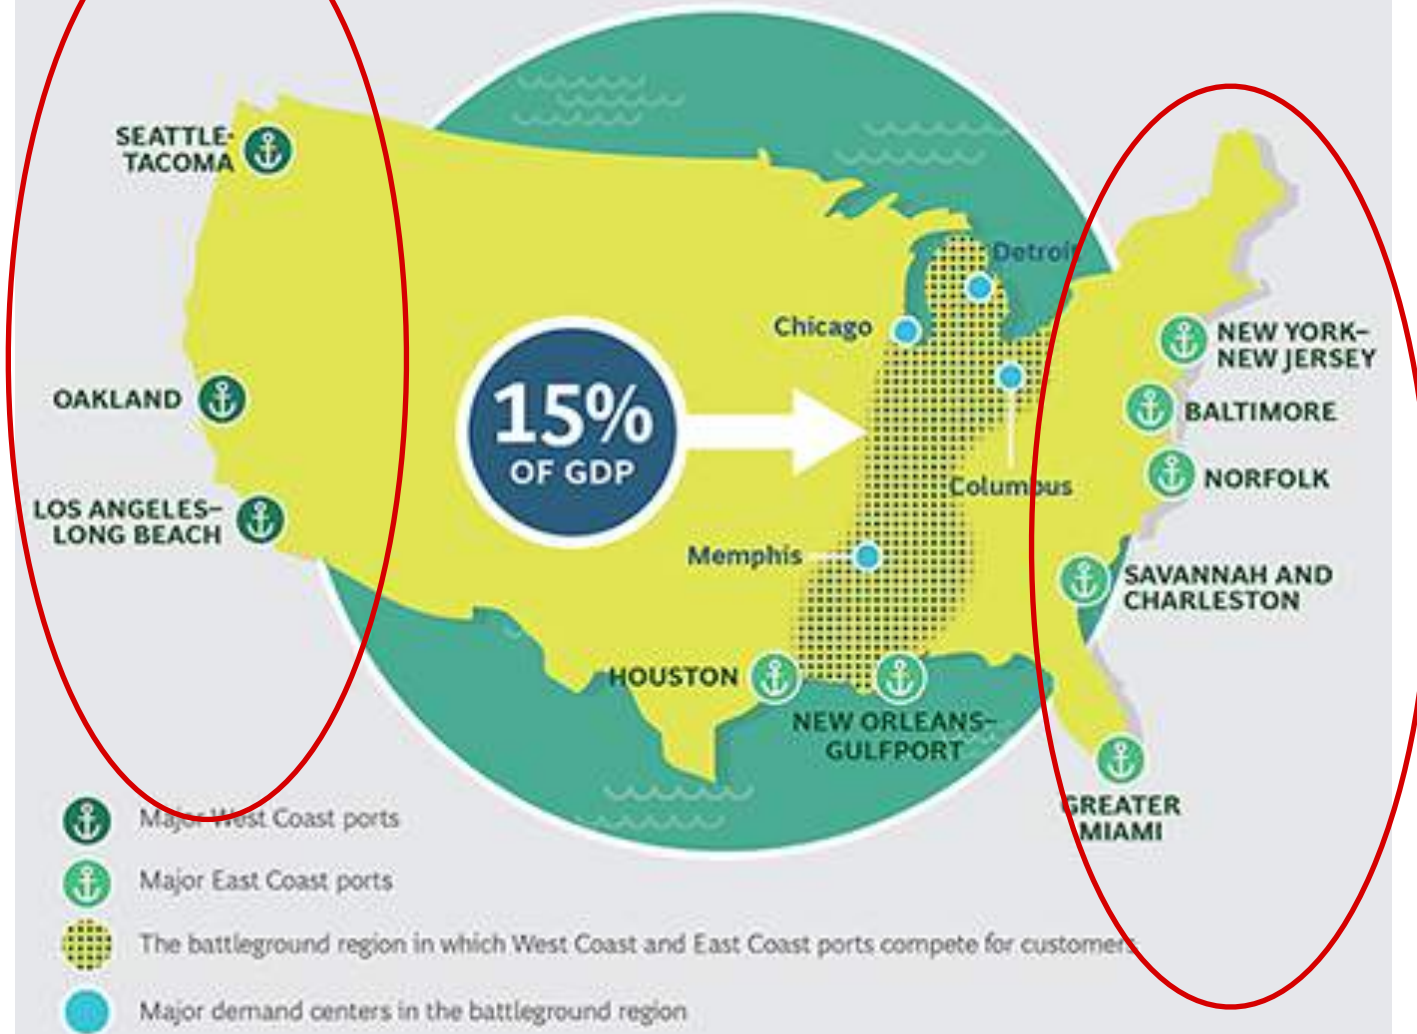 SEATTLE-
TACOMA
Detroit
Chicago
NEW YORK–
NEW JERSEY
15%
OF GDP
OAKLAND
BALTIMORE
NORFOLK
Columbus
LOS ANGELES–
LONG BEACH
Memphis
SAVANNAH AND
CHARLESTON
HOUSTON
NEW ORLEANS–
GULFPORT
GREATER
MIAMI
Major West Coast ports
Major East Coast ports
The battleground region in which West Coast and East Coast ports compete for customers
Major demand centers in the battleground region